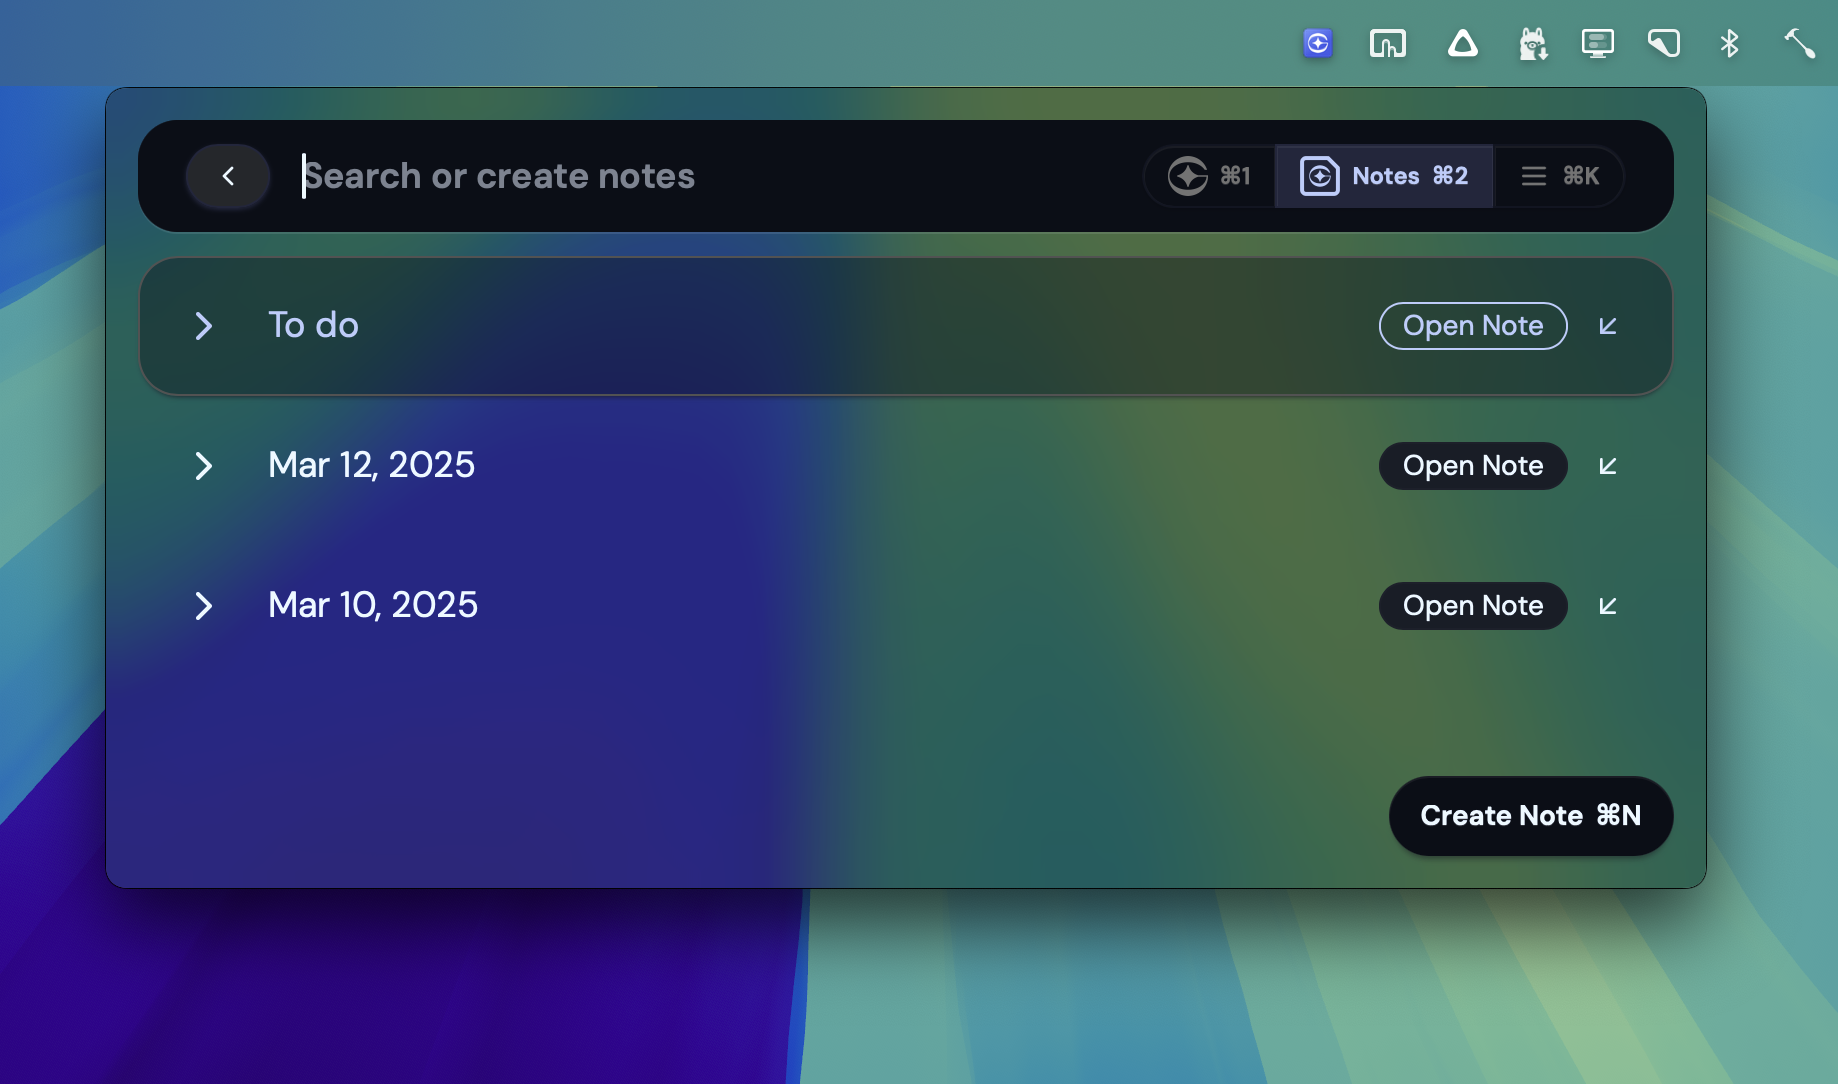 Search or create notes ⌘1 Notes ⌘2 ⌘K
To do Open Note
Mar 12, 2025 Open Note
Mar 10, 2025 Open Note
Create Note ⌘N